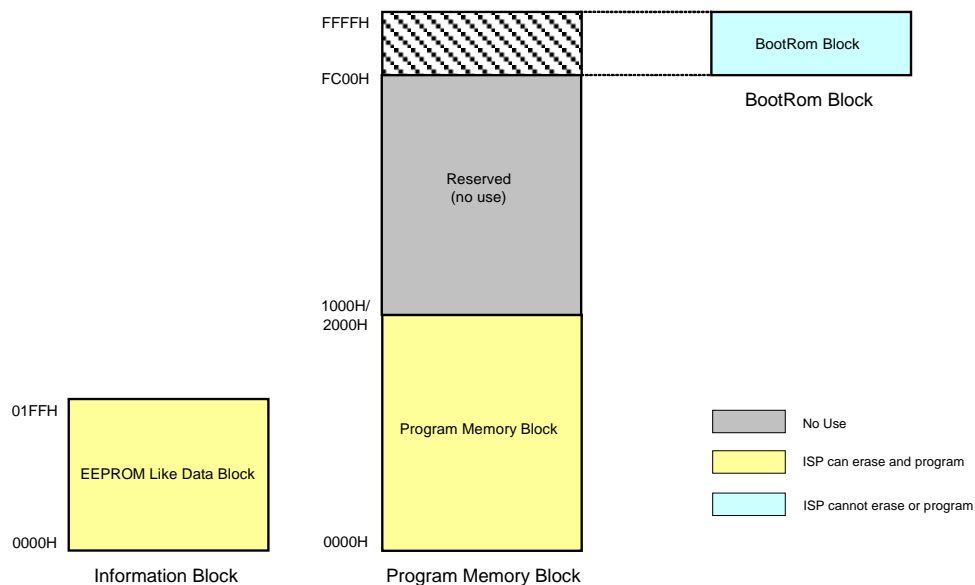 FFFFH
BootRom Block
FC00H
BootRom Block
Reserved
(no use)
1000H/
2000H
01FFH
Program Memory Block
No Use
EEPROM Like Data Block
ISP can erase and program
ISP cannot erase or program
0000H
0000H
Information Block
Program Memory Block